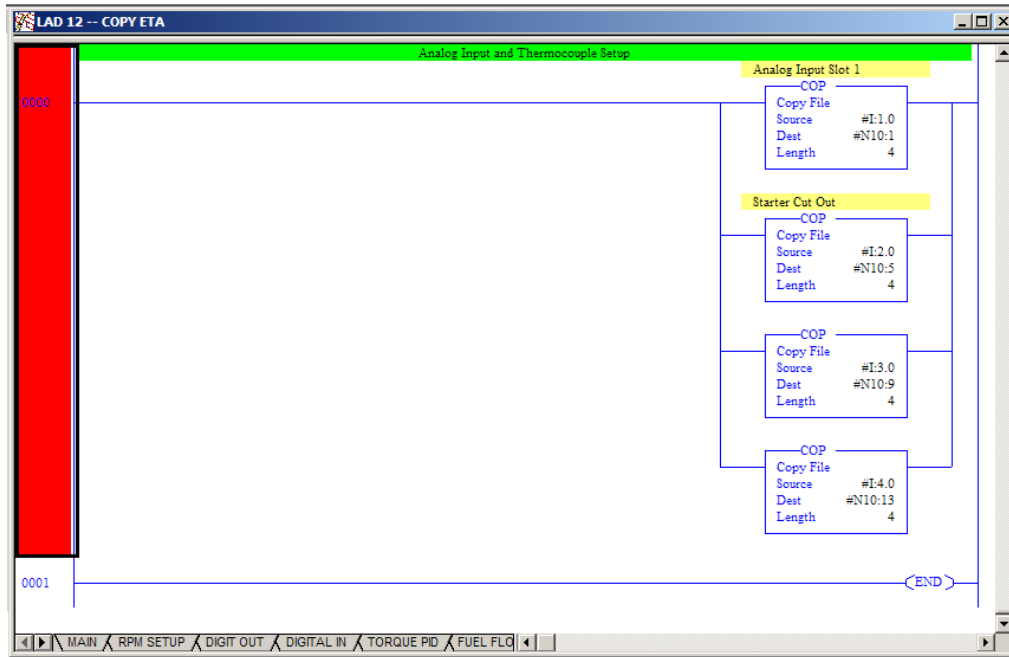 LAD 12 -- COPY ETA
Analog Input and Thermocouple Setup
0000
Analog Input Slot 1
COP
Copy File
Source #I:1.0
Dest #N10:1
Length 4
Starter Cut Out
COP
Copy File
Source #I:2.0
Dest #N10:5
Length 4
COP
Copy File
Source #I:3.0
Dest #N10:9
Length 4
COP
Copy File
Source #I:4.0
Dest #N10:13
Length 4
0001
END
MAIN RPM SETUP DIGIT OUT DIGITAL IN TORQUE PID FUEL FLO